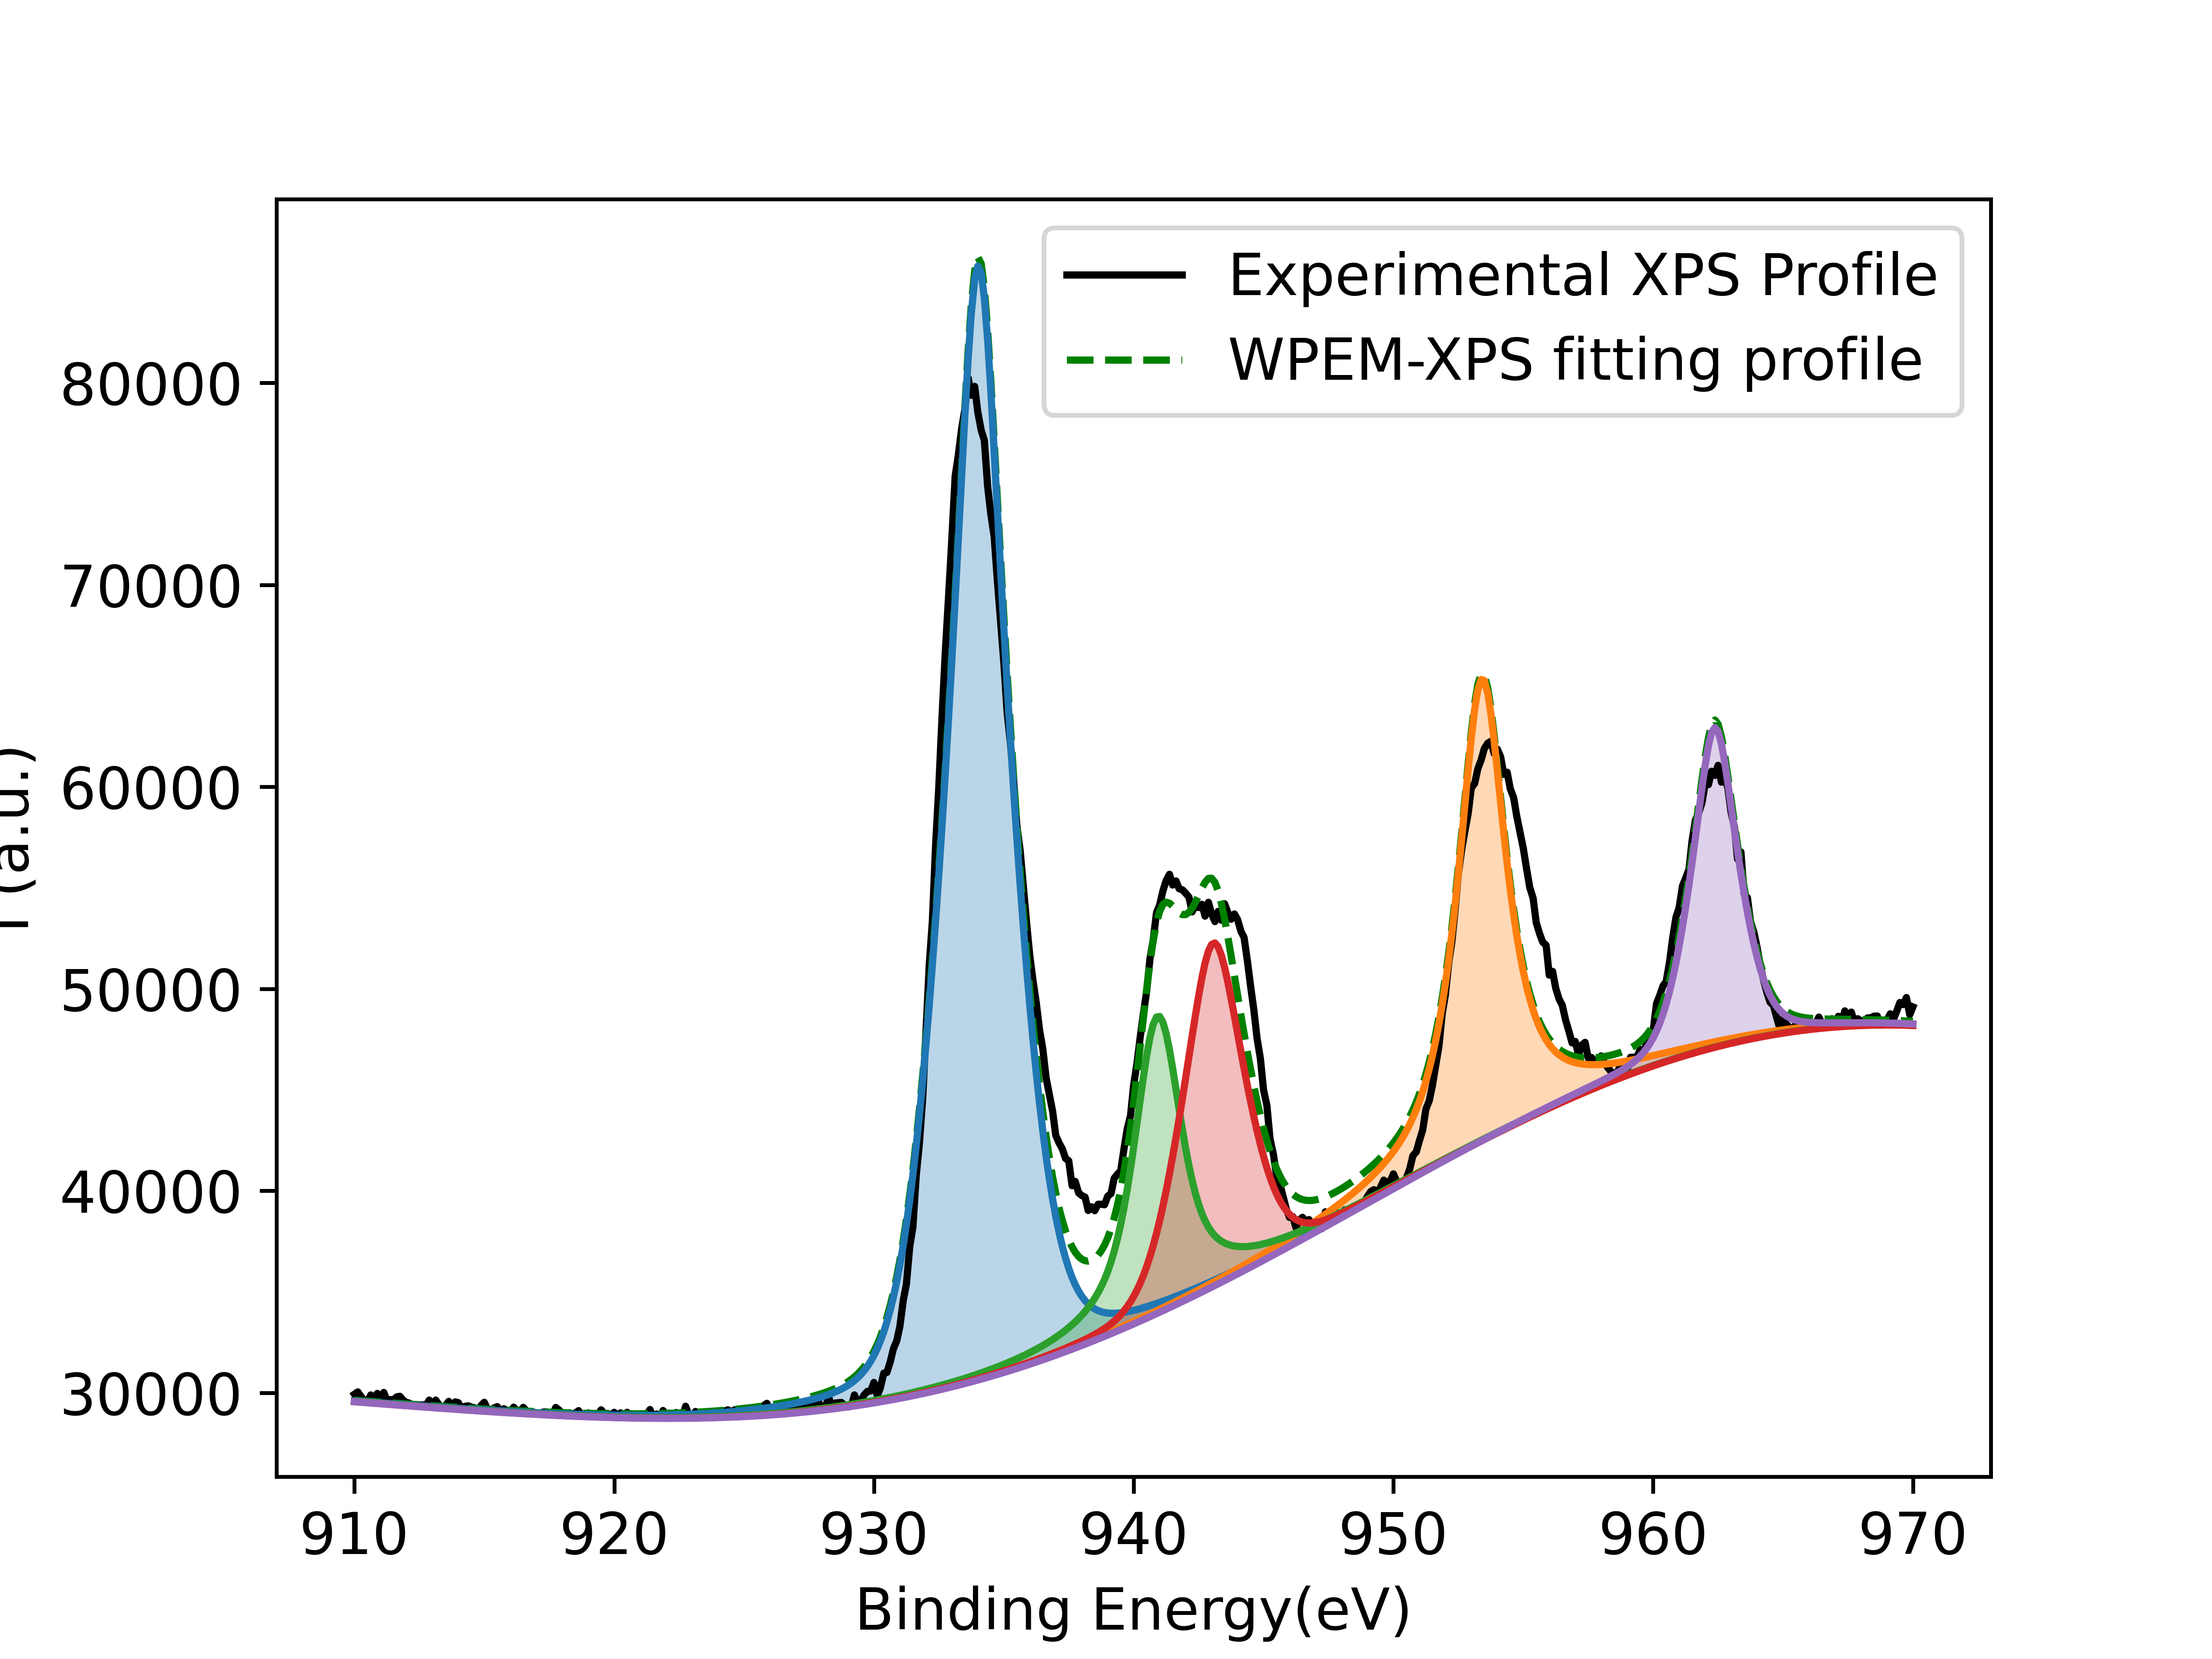 Experimental XPS Profile
WPEM-XPS fitting profile
80000
70000
60000
50000
40000
30000
(a.u.)
910 920 930 940 950 960 970
Binding Energy(eV)